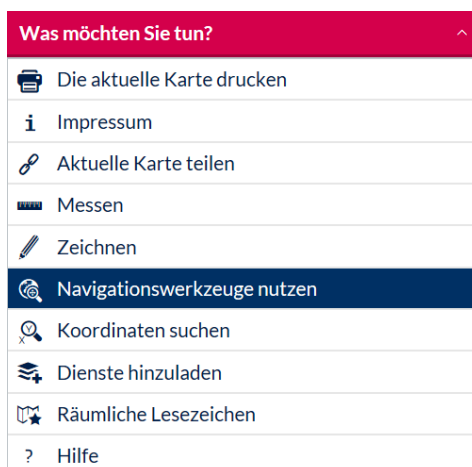 Was möchten Sie tun?
Die aktuelle Karte drucken
i Impressum
Aktuelle Karte teilen
Messen
Zeichnen
Navigationswerkzeuge nutzen
X Y Koordinaten suchen
Dienste hinzuladen
Räumliche Lesezeichen
? Hilfe